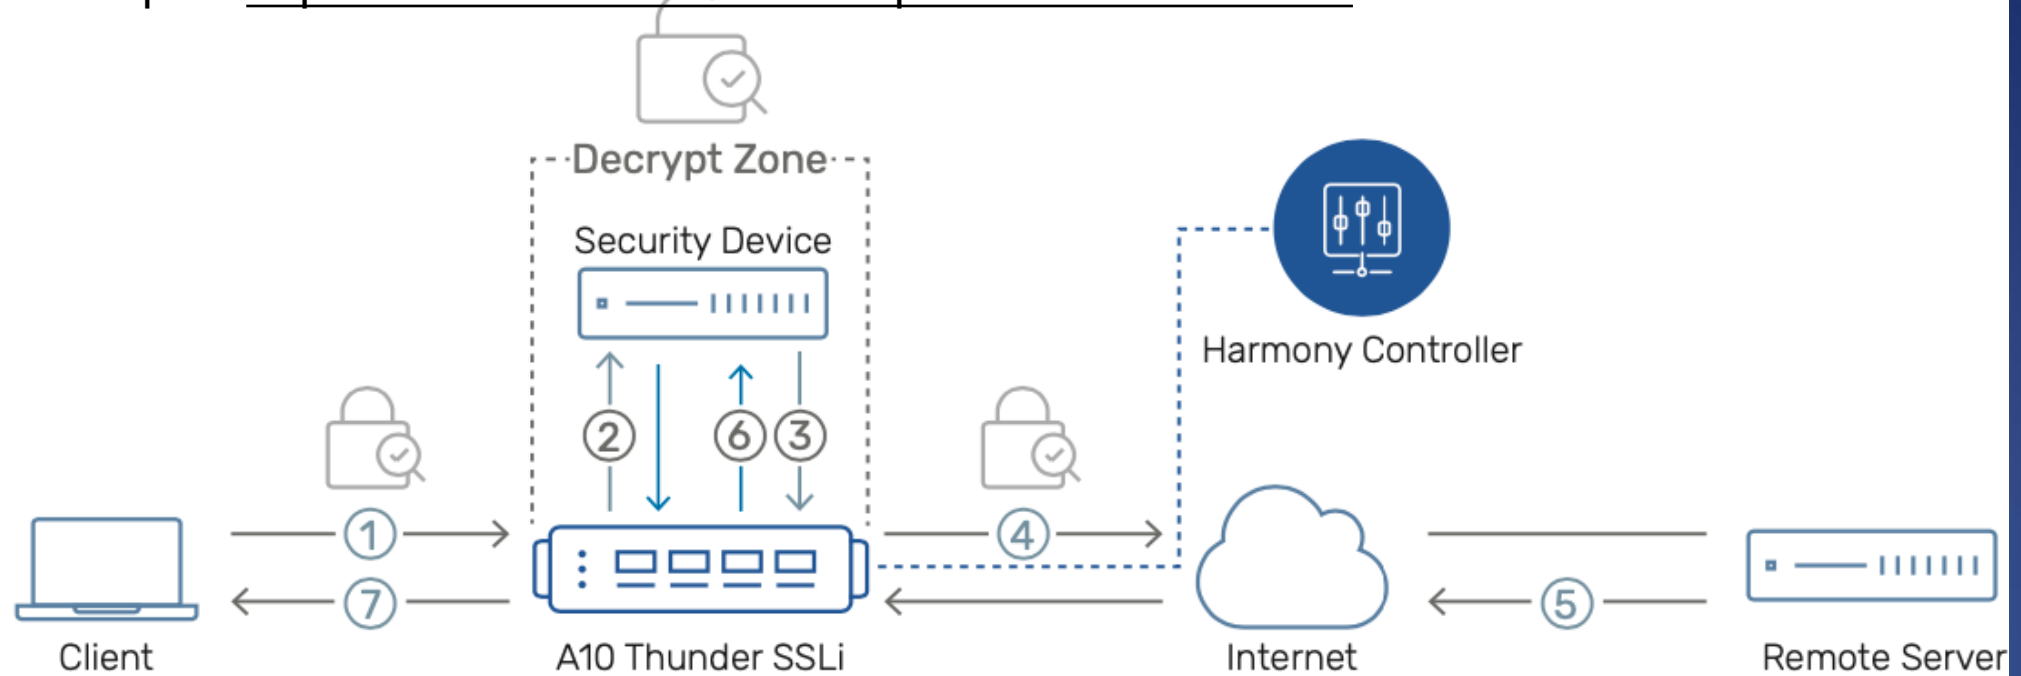 Decrypt Zone
Security Device
Harmony Controller
2
6
3
1
4
7
5
Client
A10 Thunder SSLi
Internet
Remote Server